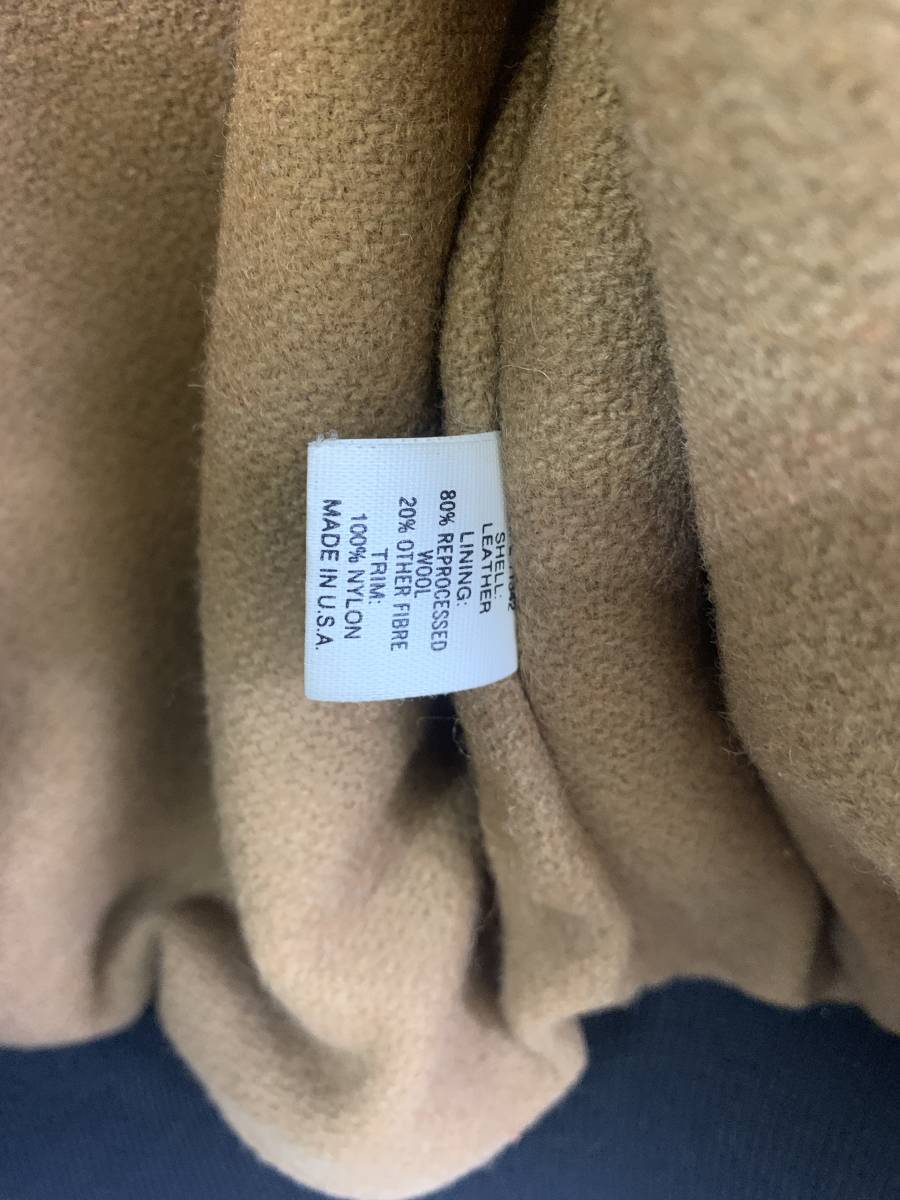 SHELL:
LEATHER
LINING:
80% REPROCESSED
WOOL
20% OTHER FIBRE
TRIM:
100% NYLON
MADE IN U.S.A.